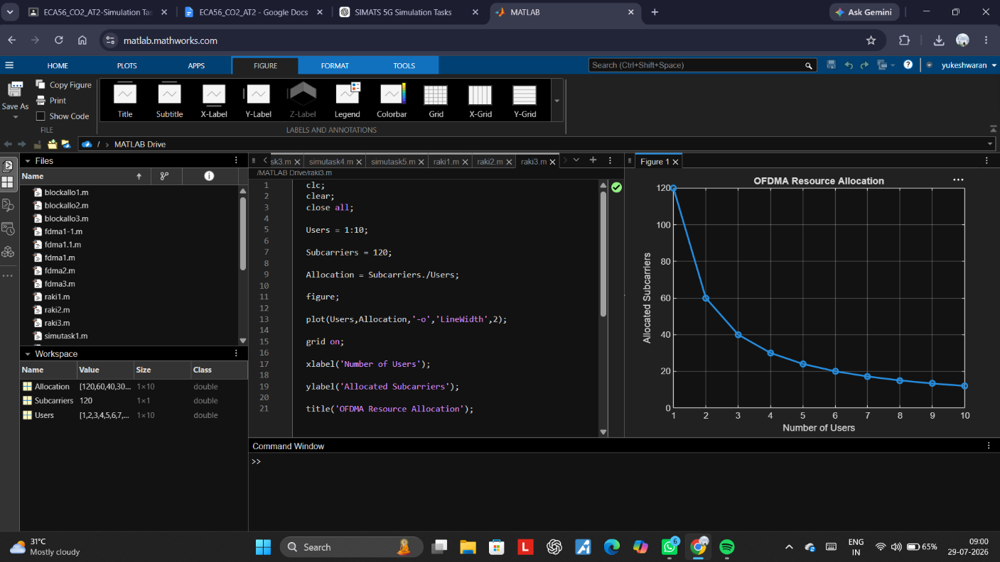 ECA56_CO2_AT2-Simulation Tas
ECA56_CO2_AT2 - Google Docs
SIMATS 5G Simulation Tasks
MATLAB
Ask Gemini
matlab.mathworks.com
HOME
PLOTS
APPS
FIGURE
FORMAT
TOOLS
Search (Ctrl+Shift+Space)
yukeshwaran
Save As
Copy Figure
Print
Show Code
FILE
Title
Subtitle
X-Label
Y-Label
Z-Label
Legend
Colorbar
Grid
X-Grid
Y-Grid
LABELS AND ANNOTATIONS
/ › MATLAB Drive
Files
Name
blockallo1.m
blockallo2.m
blockallo3.m
fdma1-1.m
fdma1.1.m
fdma1.m
fdma2.m
fdma3.m
raki1.m
raki2.m
raki3.m
simutask1.m
Workspace
Name Value Size Class
Allocation [120,60,40,30... 1×10 double
Subcarriers 120 1×1 double
Users [1,2,3,4,5,6,7,... 1×10 double
sk3.m
simutask4.m
simutask5.m
raki1.m
raki2.m
raki3.m
/MATLAB Drive/raki3.m
1 clc;
2 clear;
3 close all;
4
5 Users = 1:10;
6
7 Subcarriers = 120;
8
9 Allocation = Subcarriers./Users;
10
11 figure;
12
13 plot(Users,Allocation,'-o','LineWidth',2);
14
15 grid on;
16
17 xlabel('Number of Users');
18
19 ylabel('Allocated Subcarriers');
20
21 title('OFDMA Resource Allocation');
Figure 1
OFDMA Resource Allocation
Allocated Subcarriers
120
100
80
60
40
20
0
1 2 3 4 5 6 7 8 9 10
Number of Users
Command Window
>>
31°C
Mostly cloudy
Search
L
6
ENG
IN
65%
09:00
29-07-2026